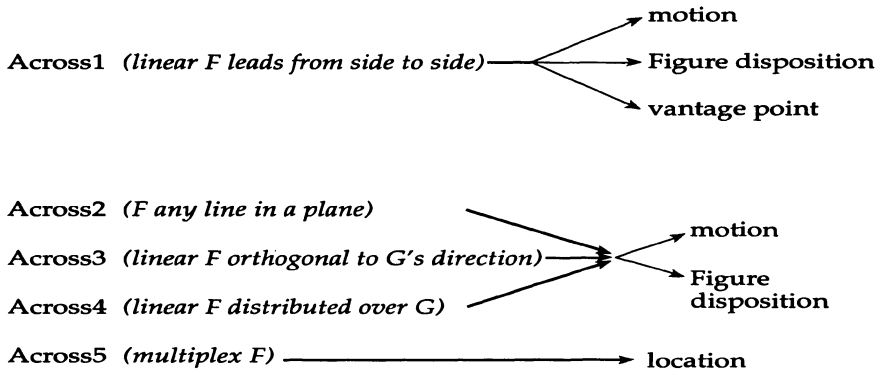 motion
Across1 (linear F leads from side to side) Figure disposition
vantage point
Across2 (F any line in a plane)
motion
Across3 (linear F orthogonal to G's direction)
Figure
disposition
Across4 (linear F distributed over G)
Across5 (multiplex F) location